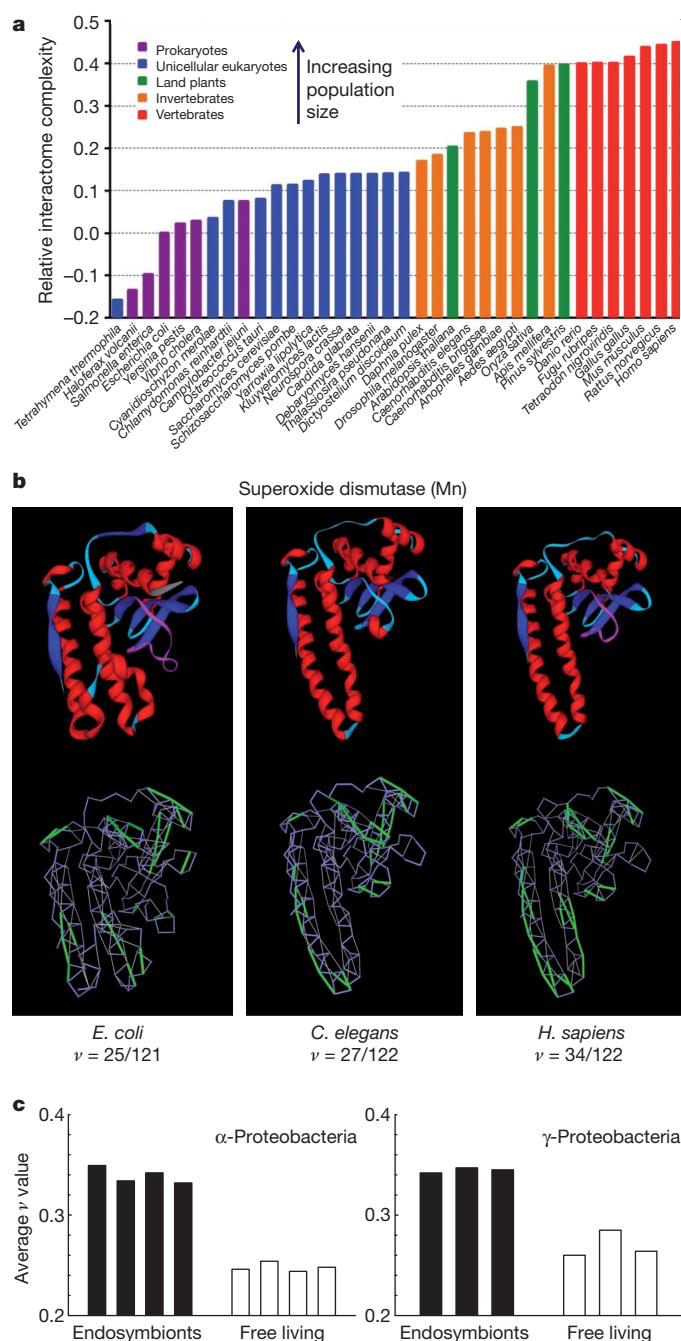 a
Relative interactome complexity
0.5
0.4
0.3
0.2
0.1
0.0
–0.1
–0.2
Prokaryotes
Unicellular eukaryotes
Land plants
Invertebrates
Vertebrates
Increasing
population
size
Tetrahymena thermophila
Haloferax volcanii
Salmonella enterica
Escherichia coli
Yersinia pestis
Vibrio cholera
Cyanidioschyzon merolae
Chlamydomonas reinhardtii
Campylobacter jejuni
Ostreococcus tauri
Saccharomyces cerevisiae
Schizosaccharomyces pombe
Yarrowia lipolytica
Kluyveromyces lactis
Neurospora crassa
Candida glabrata
Debaryomyces hansenii
Thalassiosira pseudonana
Dictyostelium discoideum
Daphnia pulex
Drosophila melanogaster
Arabidopsis thaliana
Caenorhabditis elegans
Caenorhabditis briggsae
Anopheles gambiae
Aedes aegypti
Oryza sativa
Apis mellifera
Pinus sylvestris
Danio rerio
Fugu rubripes
Tetraodon nigroviridis
Gallus gallus
Mus musculus
Rattus norvegicus
Homo sapiens
b
Superoxide dismutase (Mn)
E. coli
ν = 25/121
C. elegans
ν = 27/122
H. sapiens
ν = 34/122
c
Average ν value
0.4
0.3
0.2
α-Proteobacteria
Endosymbionts
Free living
0.4
0.3
0.2
γ-Proteobacteria
Endosymbionts
Free living